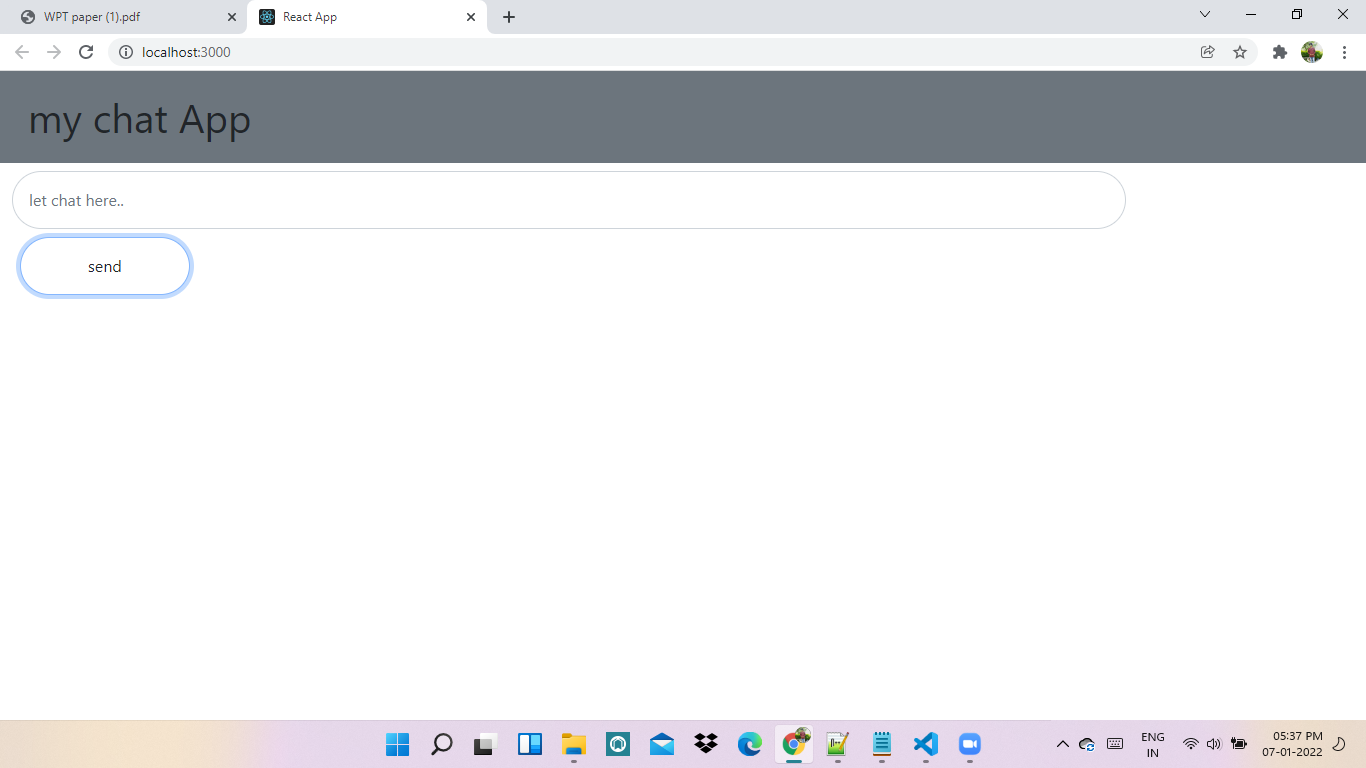 WPT paper (1).pdf
React App
localhost:3000
my chat App
let chat here..
send
ENG
IN
05:37 PM
07-01-2022